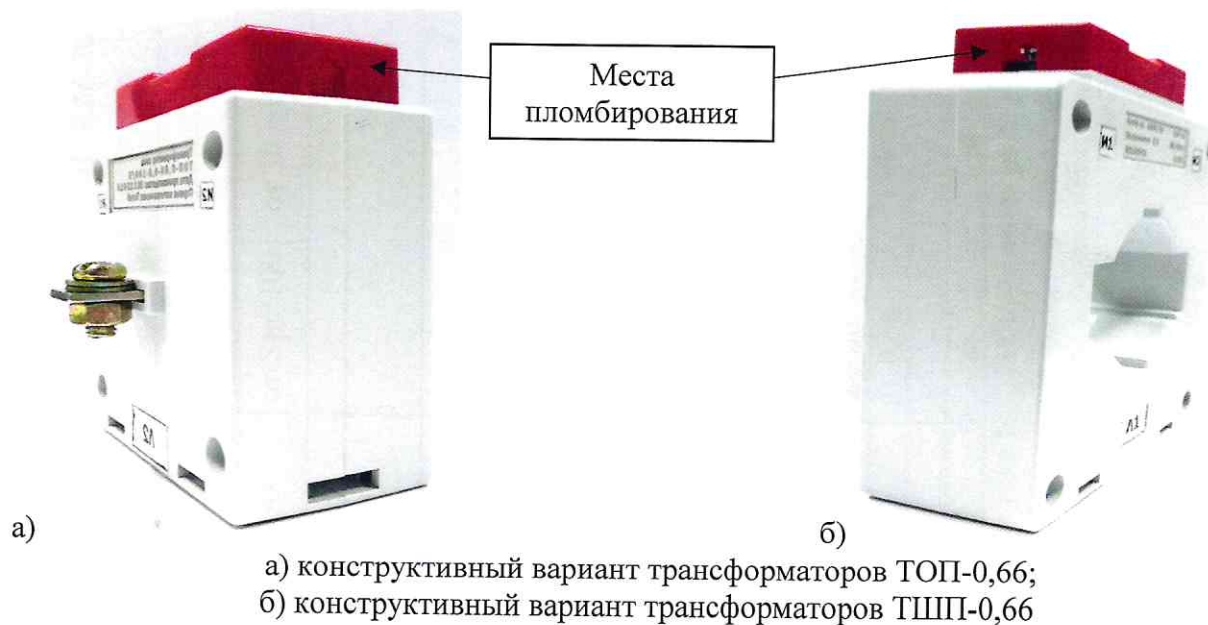 Места
пломбирования
И2
Л2
И1
Л1
а)
б)
а) конструктивный вариант трансформаторов ТОП-0,66;
б) конструктивный вариант трансформаторов ТШП-0,66